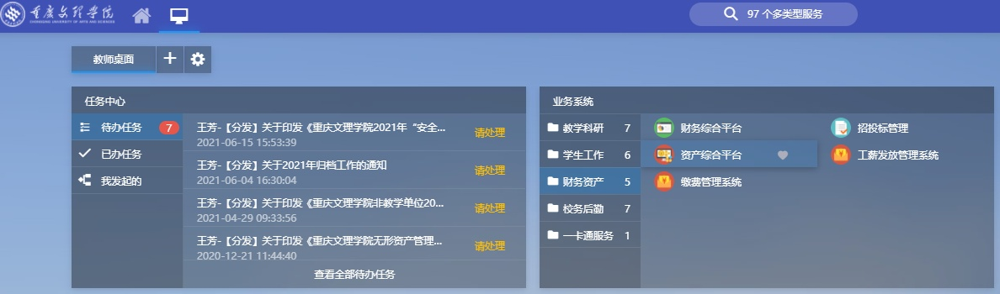 重庆文理学院
CHONGQING UNIVERSITY OF ARTS AND SCIENCES
97 个多类型服务
教师桌面
任务中心
待办任务 7
已办任务
我发起的
王芳-【分发】关于印发《重庆文理学院2021年“安全...
2021-06-15 15:53:39
请处理
王芳-【分发】关于2021年归档工作的通知
2021-06-04 16:30:04
请处理
王芳-【分发】关于印发《重庆文理学院非教学单位20...
2021-04-29 09:33:56
请处理
王芳-【分发】关于印发《重庆文理学院无形资产管理...
2020-12-21 11:44:40
请处理
查看全部待办任务
业务系统
教学科研 7
学生工作 6
财务资产 5
校务后勤 7
一卡通服务 1
财务综合平台
招投标管理
资产综合平台
工薪发放管理系统
缴费管理系统